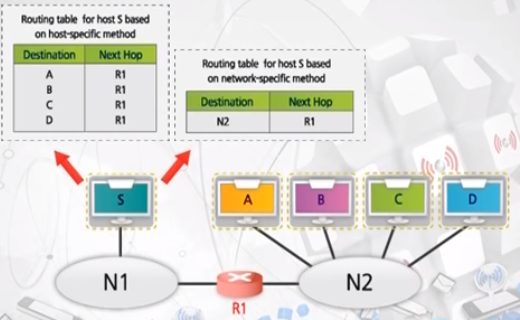 Routing table for host S based
on host-specific method
Destination Next Hop
A R1
B R1
C R1
D R1
Routing table for host S based
on network-specific method
Destination Next Hop
N2 R1
S
A
B
C
D
N1
R1
N2